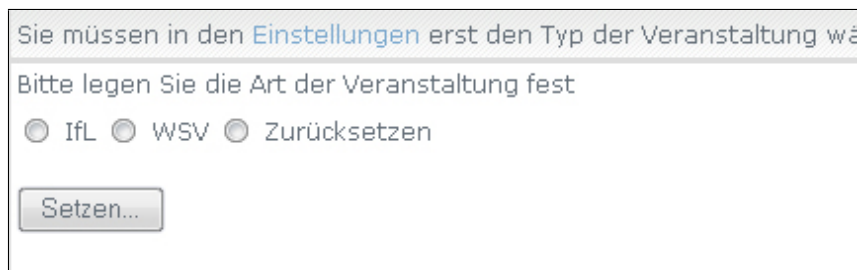 Sie müssen in den Einstellungen erst den Typ der Veranstaltung
Bitte legen Sie die Art der Veranstaltung fest
IfL WSV Zurücksetzen
Setzen...